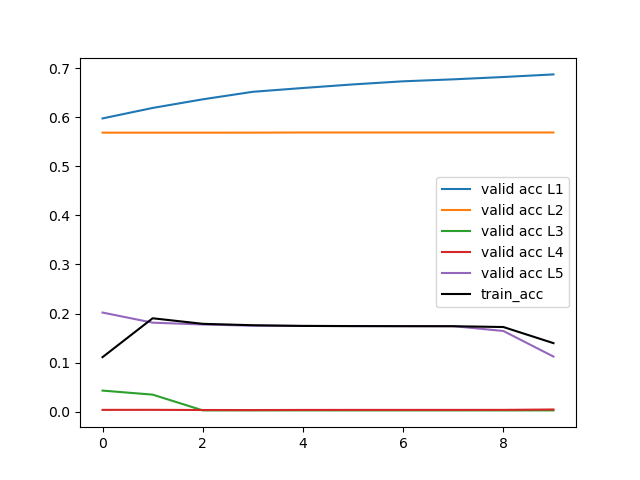 0.7
0.6
0.5
0.4
0.3
0.2
0.1
0.0
valid acc L1
valid acc L2
valid acc L3
valid acc L4
valid acc L5
train_acc
0 2 4 6 8